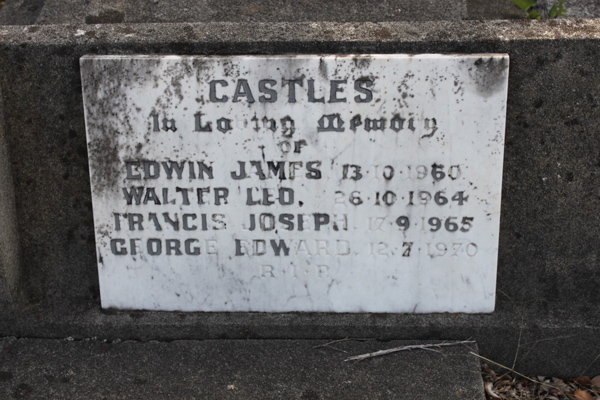 CASTLES
In Loving Memory
of
EDWIN JAMES 13·10·1960
WALTER LEO. 26·10·1964
FRANCIS JOSEPH 17·9·1965
GEORGE EDWARD 12·7·1970
R·I·P